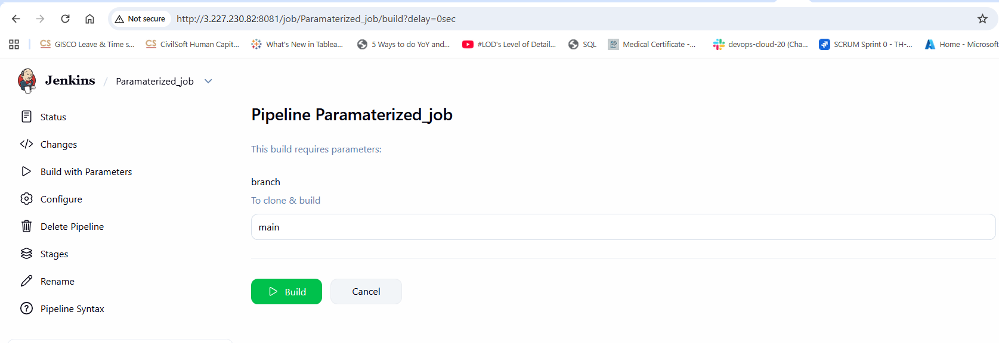 Not secure http://3.227.230.82:8081/job/Paramaterized_job/build?delay=0sec
CS GISCO Leave & Time s... CS CivilSoft Human Capit... What's New in Tablea... 5 Ways to do YoY and... #LOD's Level of Detail... SQL Medical Certificate -... devops-cloud-20 (Cha... SCRUM Sprint 0 - TH-... Home - Microsoft
Jenkins / Paramaterized_job
Status
Changes
Build with Parameters
Configure
Delete Pipeline
Stages
Rename
Pipeline Syntax
Pipeline Paramaterized_job
This build requires parameters:
branch
To clone & build
main
Build Cancel